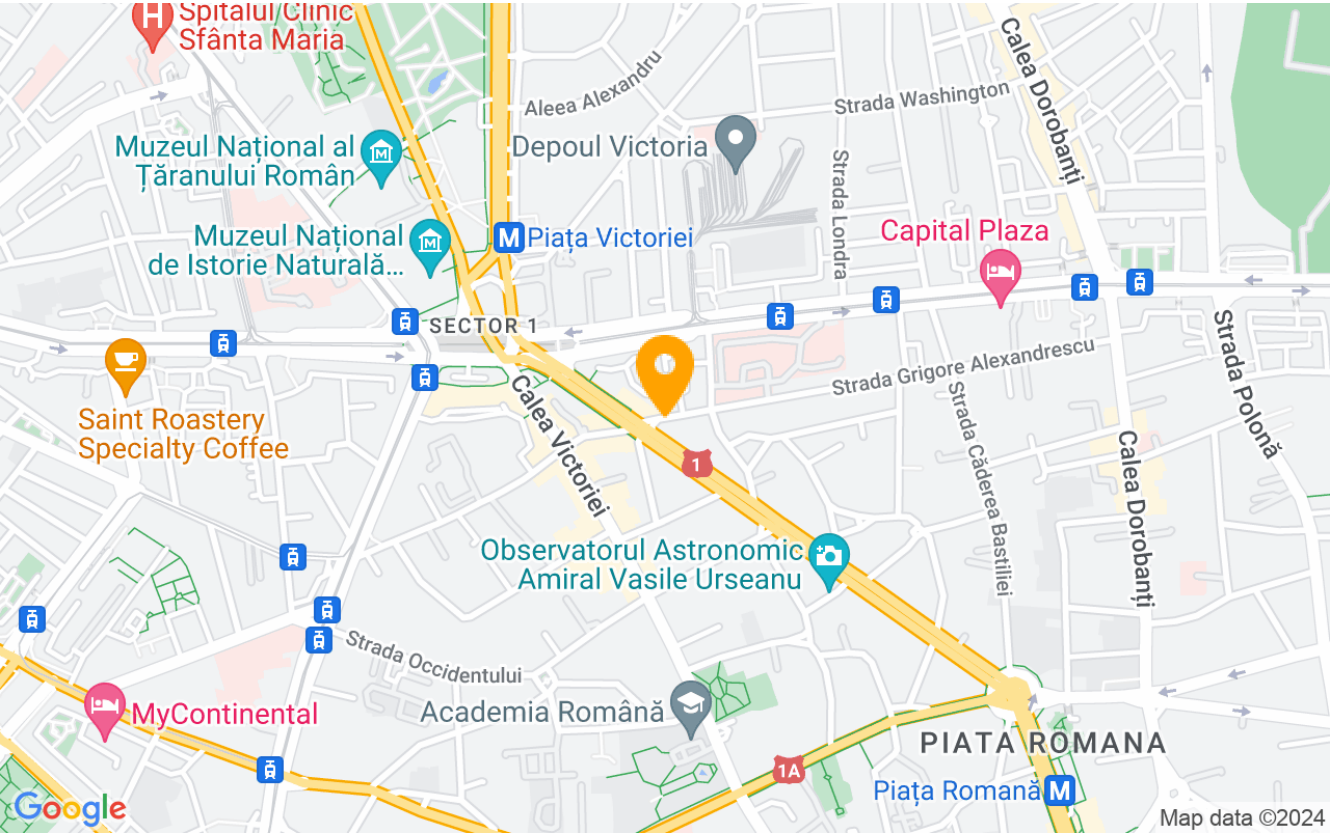 Spitalul Clinic
Sfânta Maria
H
Aleea Alexandru
Strada Washington
Calea Dorobanți
Muzeul Național al
Țăranului Român
Depoul Victoria
Strada Londra
Muzeul Național
de Istorie Naturală...
M Piața Victoriei
Capital Plaza
SECTOR 1
Strada Grigore Alexandrescu
Strada Polonă
Saint Roastery
Specialty Coffee
Calea Victoriei
Strada Căderea Bastiliei
Calea Dorobanți
1
Observatorul Astronomic
Amiral Vasile Urseanu
Strada Occidentului
MyContinental
Academia Română
PIATA ROMANA
1A
Piața Romană M
Google
Map data ©2024